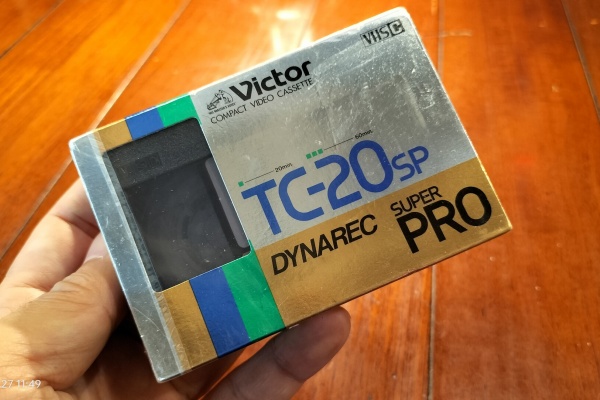 VHS C
Victor
COMPACT VIDEO CASSETTE
20min. 60min.
TC-20SP
DYNAREC SUPER PRO
27 11:49